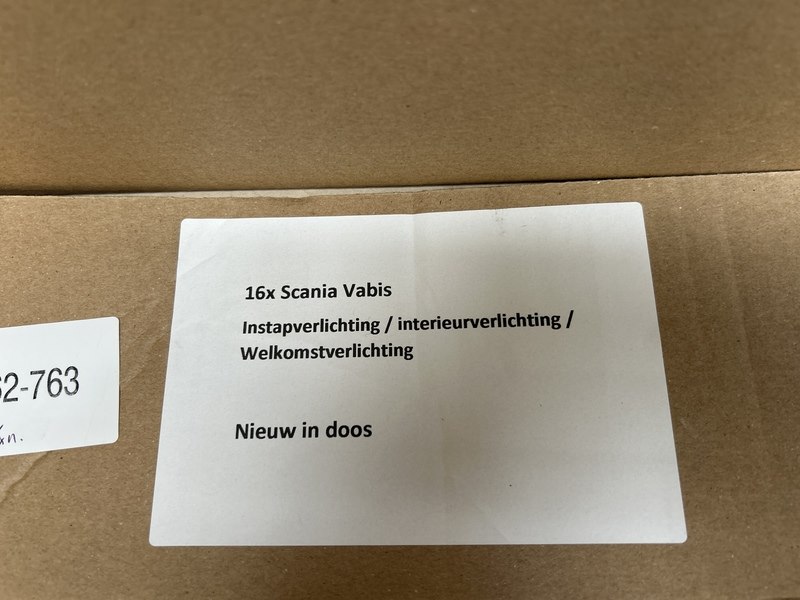 16x Scania Vabis
Instapverlichting / interieurverlichting /
Welkomstverlichting
Nieuw in doos
2-763